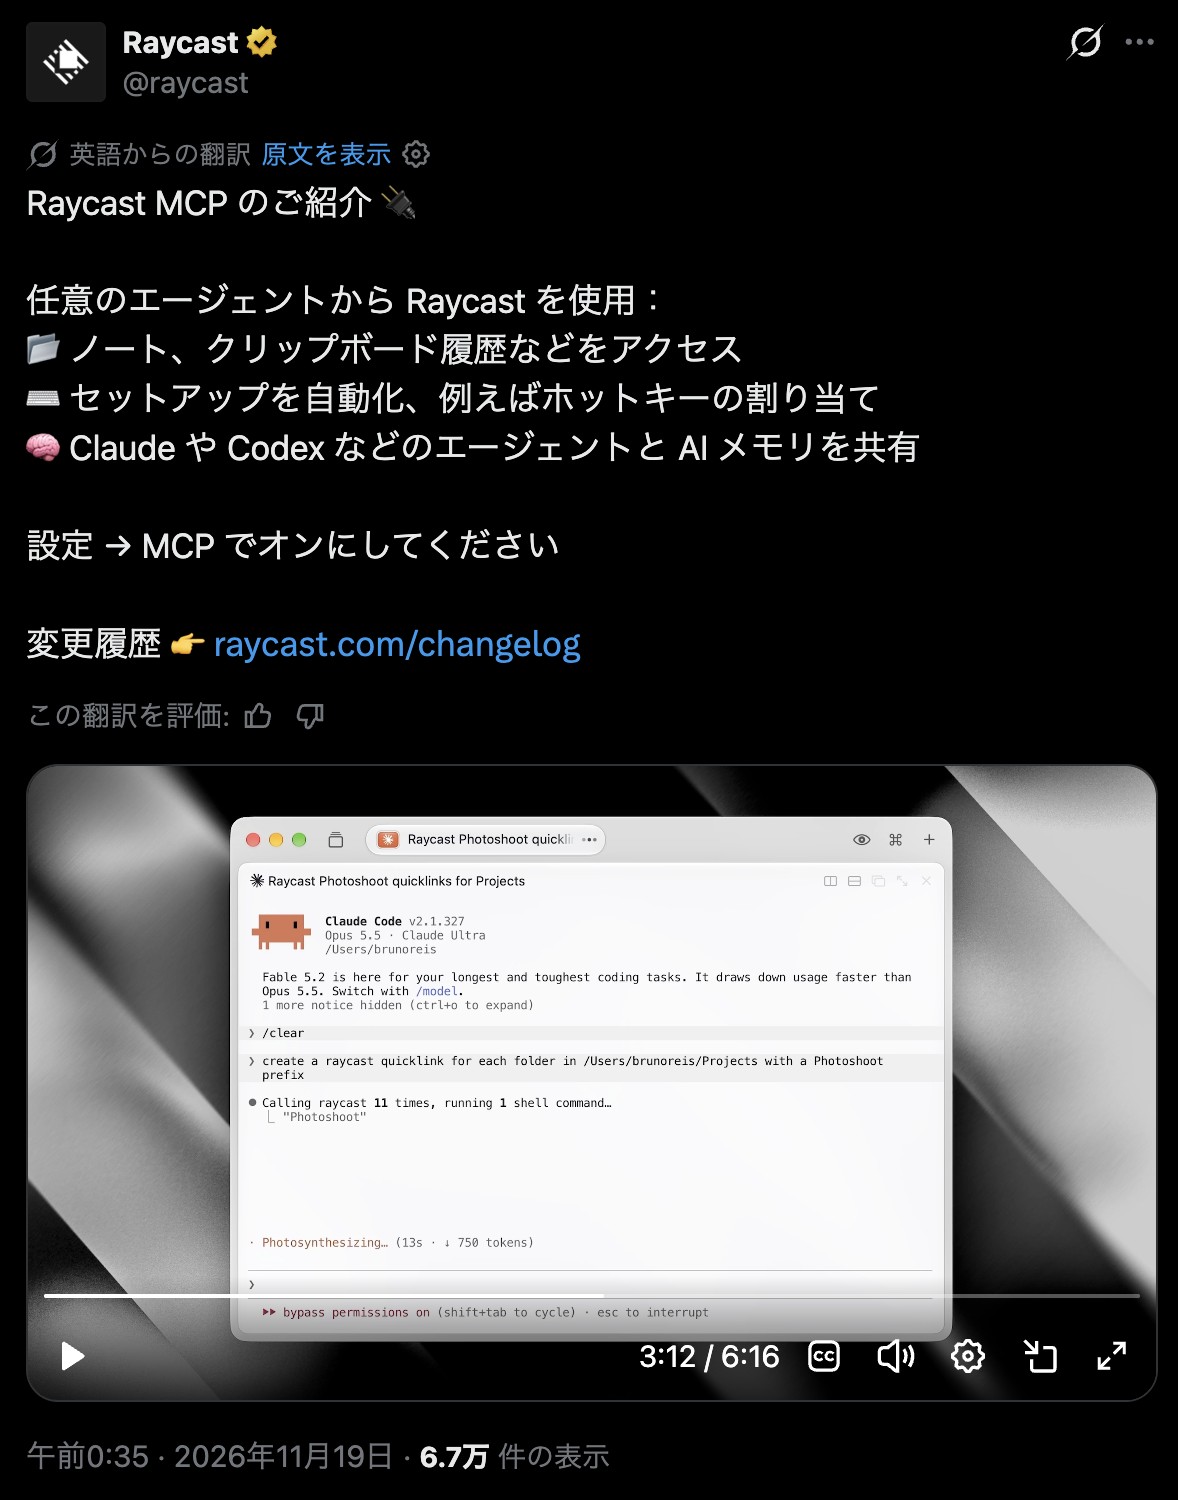 Raycast
@raycast
英語からの翻訳 原文を表示
Raycast MCP のご紹介 🔌
任意のエージェントから Raycast を使用：
📂 ノート、クリップボード履歴などをアクセス
⌨️ セットアップを自動化、例えばホットキーの割り当て
🧠 Claude や Codex などのエージェントと AI メモリを共有
設定 → MCP でオンにしてください
変更履歴 👉 raycast.com/changelog
この翻訳を評価:
Raycast Photoshoot quickli
Raycast Photoshoot quicklinks for Projects
Claude Code v2.1.327
Opus 5.5 · Claude Ultra
/Users/brunoreis
Fable 5.2 is here for your longest and toughest coding tasks. It draws down usage faster than
Opus 5.5. Switch with /model.
1 more notice hidden (ctrl+o to expand)
❯ /clear
❯ create a raycast quicklink for each folder in /Users/brunoreis/Projects with a Photoshoot
prefix
● Calling raycast 11 times, running 1 shell command…
⎿ "Photoshoot"
· Photosynthesizing… (13s · ↓ 750 tokens)
❯
⏵⏵ bypass permissions on (shift+tab to cycle) · esc to interrupt
3:12 / 6:16 CC
午前0:35 · 2026年11月19日 · 6.7万 件の表示